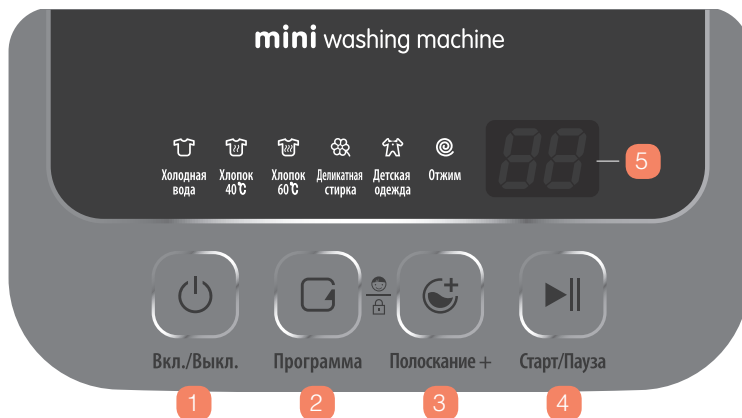 mini washing machine
88
5
Холодная вода
Хлопок 40℃
Хлопок 60℃
Деликатная стирка
Детская одежда
Отжим
Вкл./Выкл.
Программа
Полоскание +
Старт/Пауза
1
2
3
4